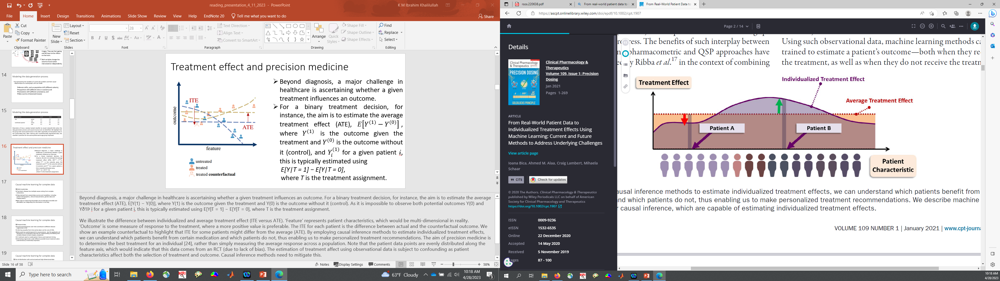 reading_presentation_4_11_2023 - PowerPoint
K M Ibrahim Khalilullah
File Home Insert Design Transitions Animations Slide Show Review View Help EndNote 20 Tell me what you want to do
Share
Paste
Cut
Copy
Format Painter
Clipboard
New Slide
Layout
Reset
Section
Slides
28
Font
Text Direction
Align Text
Convert to SmartArt
Paragraph
Arrange
Quick Styles
Shape Fill
Shape Outline
Shape Effects
Drawing
Find
Replace
Select
Editing
14
Modeling the data generation process
15
Modeling the data generation process
16
Treatment effect and precision medicine
17
Causal machine learning for complex data
18
Causal machine learning for complex data
19
Causal machine learning for complex data
Treatment effect and precision medicine
ITE
ATE
outcome
feature
untreated
treated
treated counterfactual
Beyond diagnosis, a major challenge in
healthcare is ascertaining whether a given
treatment influences an outcome.
For a binary treatment decision, for
instance, the aim is to estimate the average
treatment effect (ATE), E[Y(1) − Y(0)] ,
where Y(1) is the outcome given the
treatment and Y(0) is the outcome without
it (control), and Yi(1) for a given patient i,
this is typically estimated using
E[Y|T = 1] − E[Y|T = 0],
where T is the treatment assignment.
Beyond diagnosis, a major challenge in healthcare is ascertaining whether a given treatment influences an outcome. For a binary treatment decision, for instance, the aim is to estimate the average
treatment effect (ATE), E[Y(1) − Y(0)], where Y(1) is the outcome given the treatment and Y(0) is the outcome without it (control). As it is impossible to observe both potential outcomes Y(0) and
Yð1Þ i for a given patient i, this is typically estimated using E[Y|T = 1] − E[Y|T = 0], where T is the treatment assignment.
We illustrate the difference between individualized and average treatment effect (ITE versus ATE). 'Feature' represents patient characteristics, which would be multi-dimensional in reality.
'Outcome' is some measure of response to the treatment, where a more positive value is preferable. The ITE for each patient is the difference between actual and the counterfactual outcome. We
show an example counterfactual to highlight that ITE for some patients might differ from the average (ATE). By employing causal inference methods to estimate individualized treatment effects,
we can understand which patients benefit from certain medication and which patients do not, thus enabling us to make personalized treatment recommendations. The aim of precision medicine is
to determine the best treatment for an individual [24], rather than simply measuring the average response across a population. Note that the patient data points are evenly distributed along the
feature axis, which would indicate that this data comes from an RCT (due to lack of bias). The estimation of treatment affect using observational data is subject to confounding as patient
characteristics affect both the selection of treatment and outcome. Causal inference methods need to mitigate this.
Slide 16 of 58
Notes Display Settings Comments
58%
Type here to search
63°F Cloudy
10:18 AM
4/28/2023
3
rsos.220638.pdf
From real-world patient data to
From Real-World Patient Data to
https://ascpt.onlinelibrary.wiley.com/doi/epdf/10.1002/cpt.1907
Page 2 / 14
Details
Clinical Pharmacology & Therapeutics
PRECISION DOSING
GOLDILOCKS PRINCIPLE
Clinical Pharmacology &
Therapeutics
Volume 109, Issue 1: Precision
Dosing
Jan 2021
Pages 1-269
ARTICLE
From Real-World Patient Data to
Individualized Treatment Effects Using
Machine Learning: Current and Future
Methods to Address Underlying Challenges
View article page
Ioana Bica, Ahmed M. Alaa, Craig Lambert, Mihaela
Schaar
CITE
Check for updates
© 2020 The Authors. Clinical Pharmacology & Therapeutics
published by Wiley Periodicals LLC on behalf of American
Society for Clinical Pharmacology and Therapeutics
https://doi.org/10.1002/cpt.1907
ISSN 0009-9236
eISSN 1532-6535
Online 22 December 2020
Accepted 14 May 2020
Received 5 November 2019
ages 87 - 100
ess. The benefits of such interplay between
pharmacometric and QSP approaches have
y Ribba et al.17 in the context of combining
Using such observational data, machine learning methods ca
trained to estimate a patient's outcome—both when they re
the treatment, as well as when they do not receive the treatn
Treatment Effect
Individualized Treatment Effect
Average Treatment Effect
Patient A
Patient B
Patient
Characteristic
ausal inference methods to estimate individualized treatment effects, we can understand which patients benefit from
nd which patients do not, thus enabling us to make personalized treatment recommendations. We describe machine
r causal inference, which are capable of estimating individualized treatment effects.
VOLUME 109 NUMBER 1 | January 2021 | www.cpt-journa
10:18 AM
4/28/2023